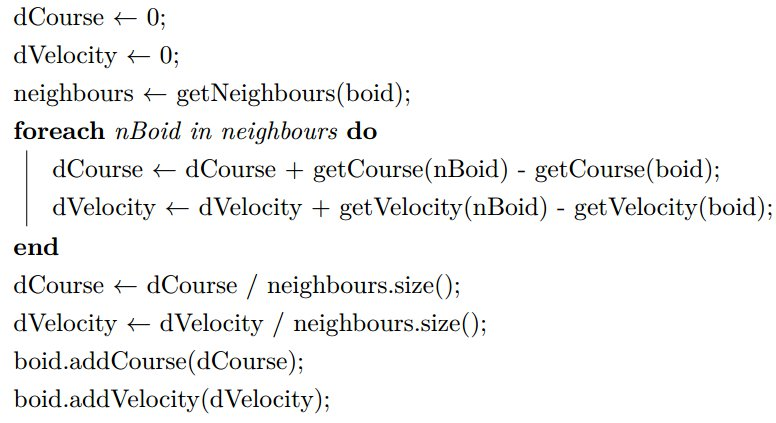 dCourse ← 0;
dVelocity ← 0;
neighbours ← getNeighbours(boid);
foreach nBoid in neighbours do
dCourse ← dCourse + getCourse(nBoid) - getCourse(boid);
dVelocity ← dVelocity + getVelocity(nBoid) - getVelocity(boid);
end
dCourse ← dCourse / neighbours.size();
dVelocity ← dVelocity / neighbours.size();
boid.addCourse(dCourse);
boid.addVelocity(dVelocity);